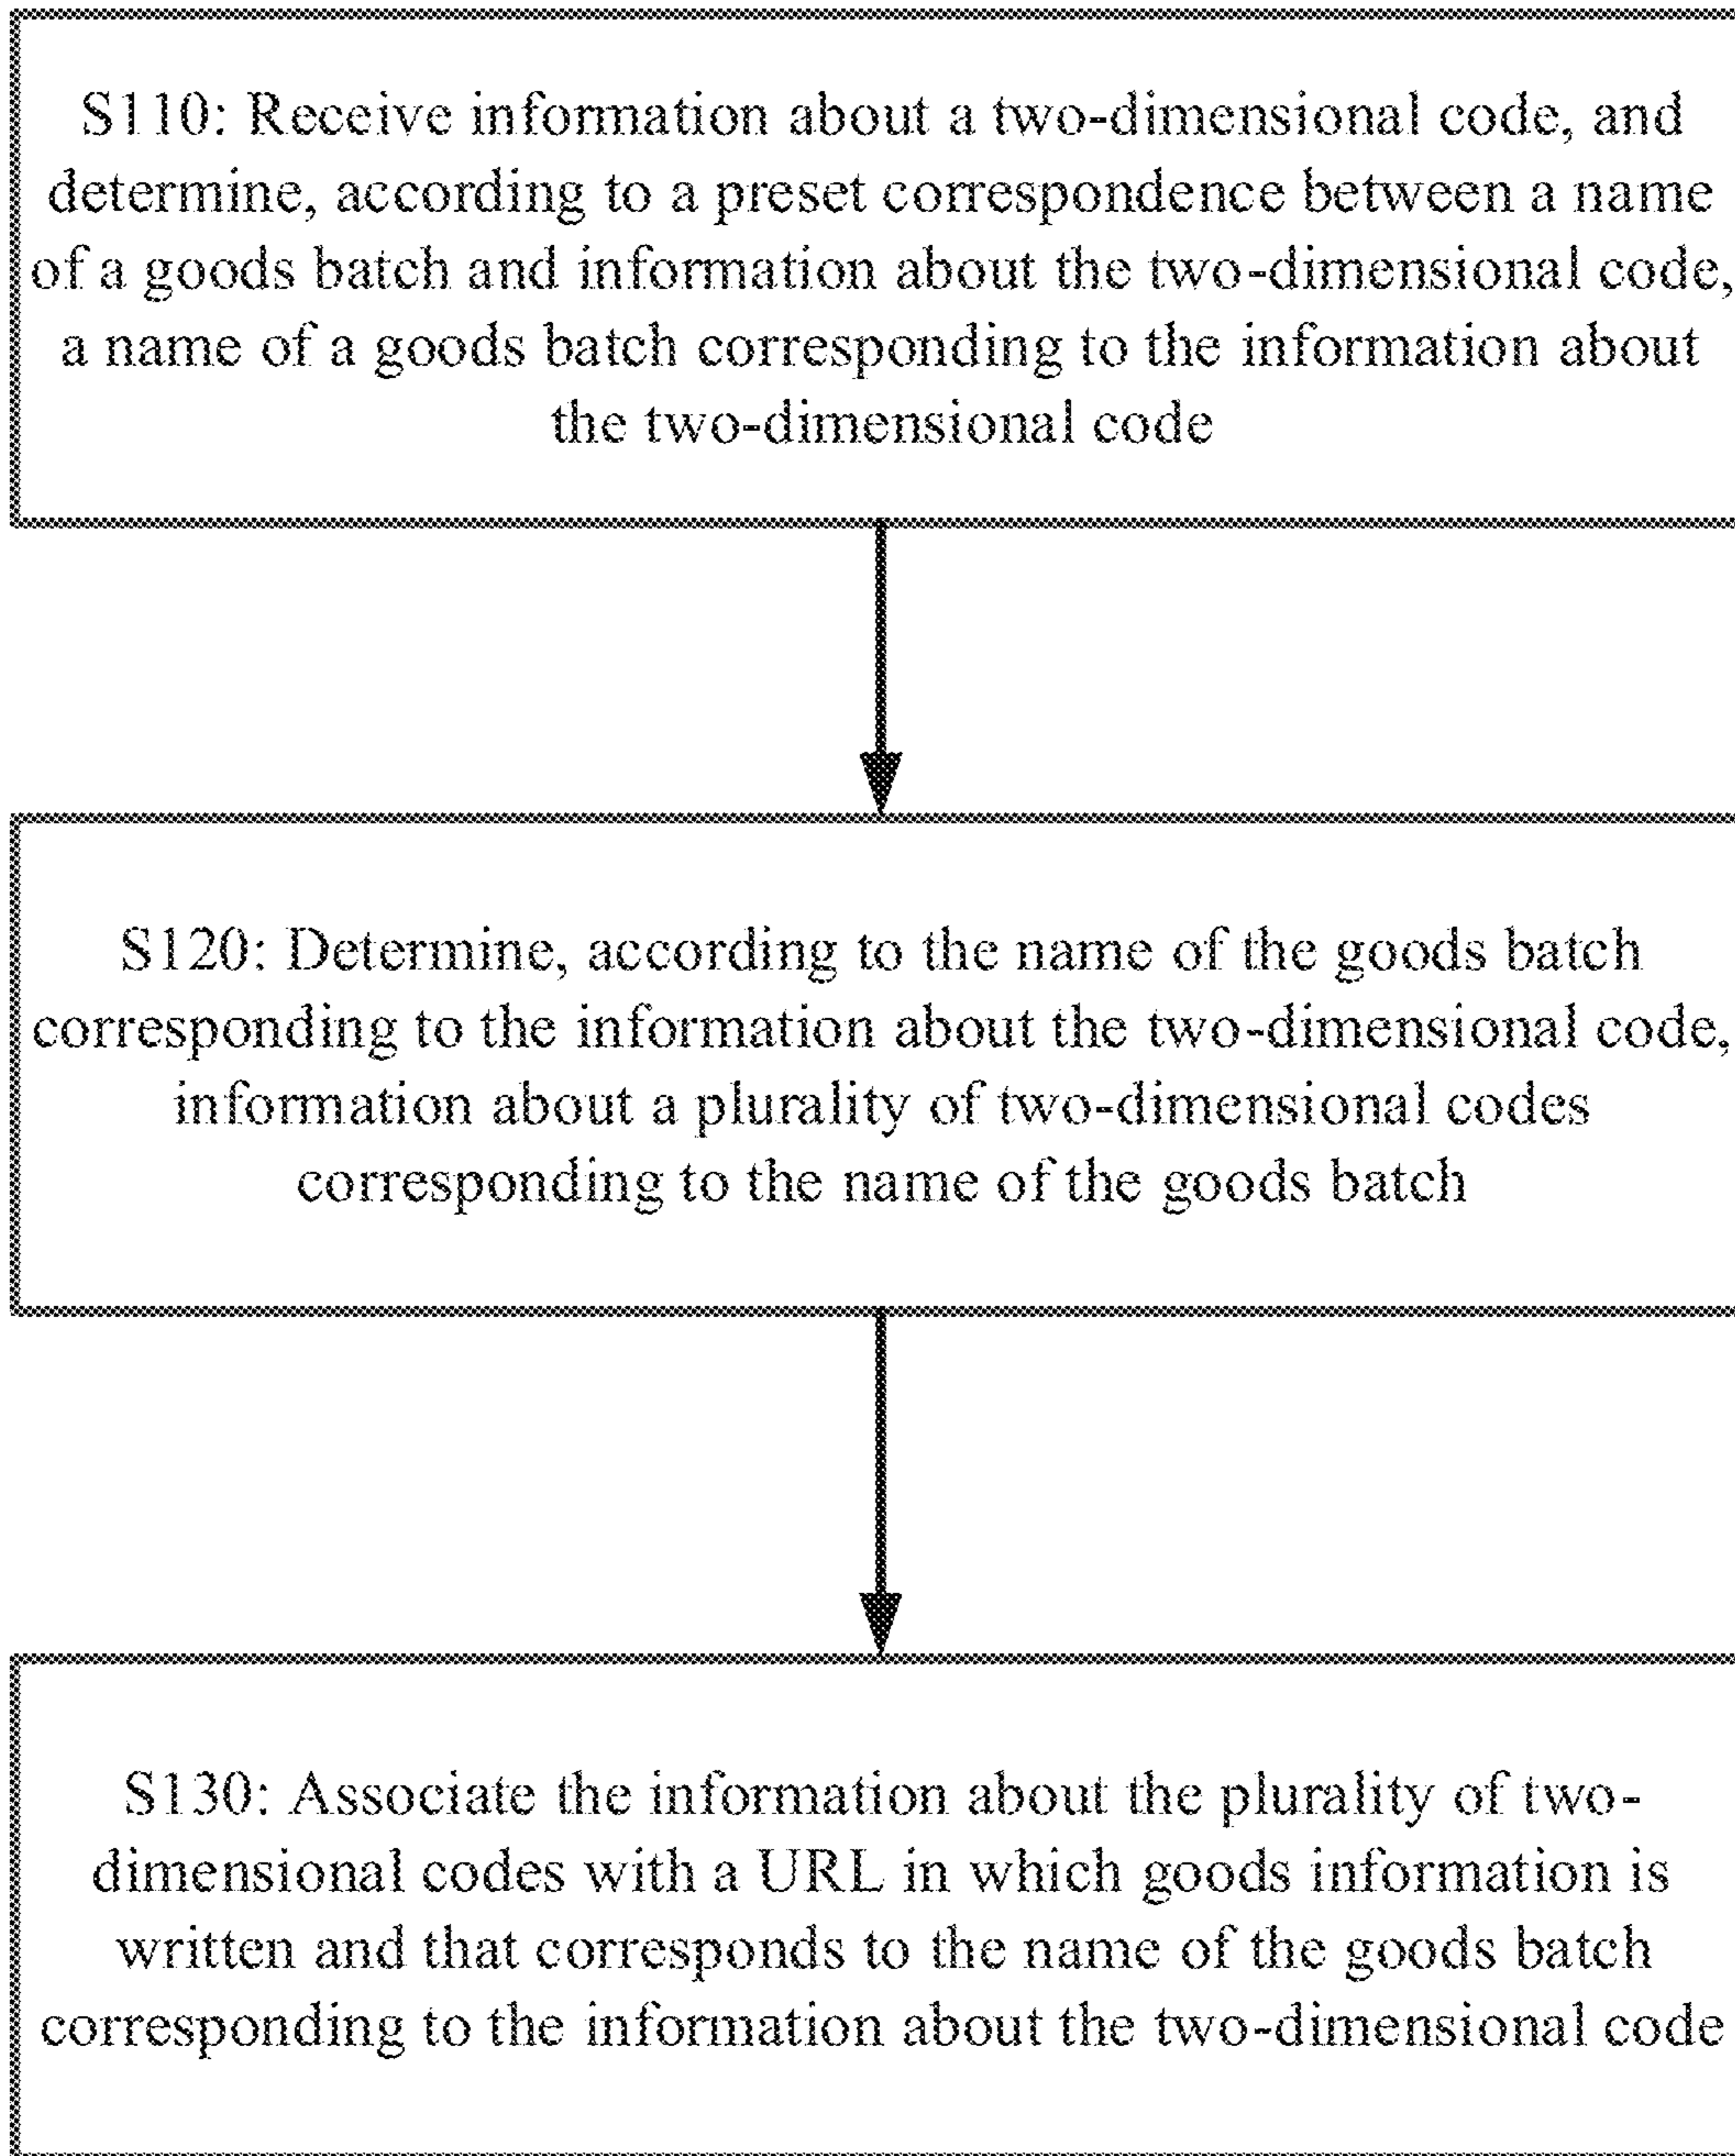 S110: Receive information about a two-dimensional code, and
determine, according to a preset correspondence between a name
of a goods batch and information about the two-dimensional code,
a name of a goods batch corresponding to the information about
the two-dimensional code
S120: Determine, according to the name of the goods batch
corresponding to the information about the two-dimensional code,
information about a plurality of two-dimensional codes
corresponding to the name of the goods batch
S130: Associate the information about the plurality of two-
dimensional codes with a URL in which goods information is
written and that corresponds to the name of the goods batch
corresponding to the information about the two-dimensional code